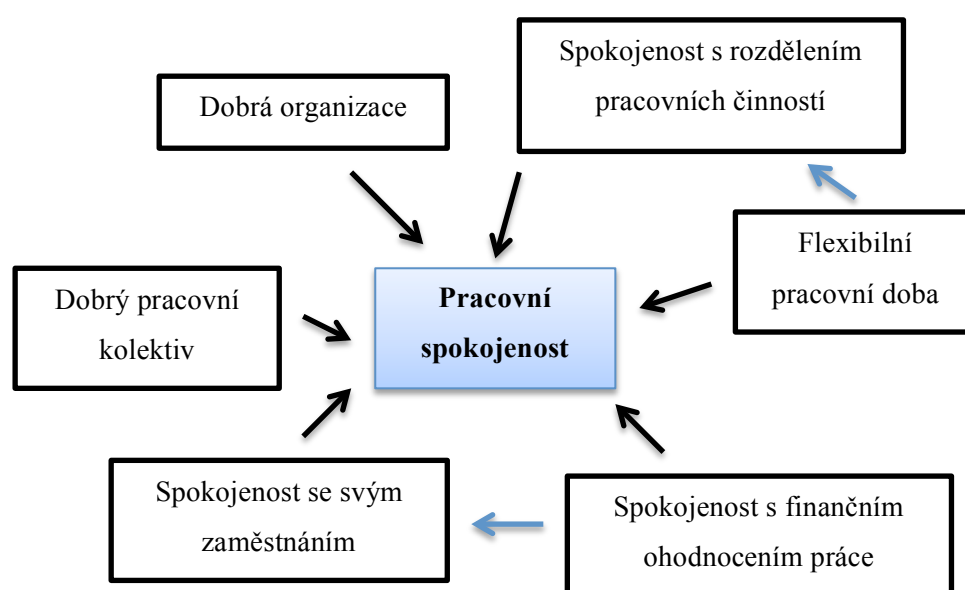 Spokojenost s rozdělením
pracovních činností
Dobrá organizace
Flexibilní
pracovní doba
Dobrý pracovní
kolektiv
Pracovní
spokojenost
Spokojenost se svým
zaměstnáním
Spokojenost s finančním
ohodnocením práce